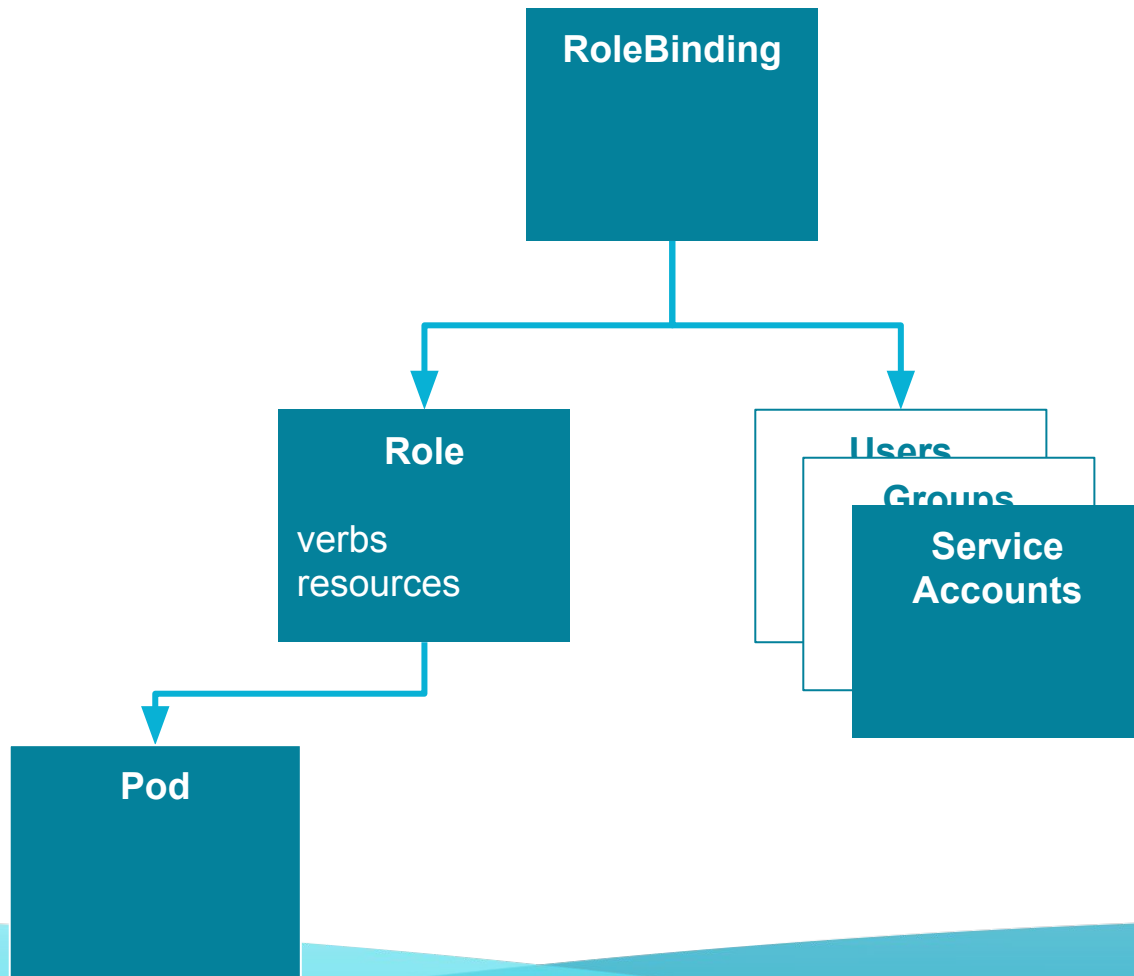 RoleBinding
Role
verbs
resources
Users
Groups
Service
Accounts
Pod